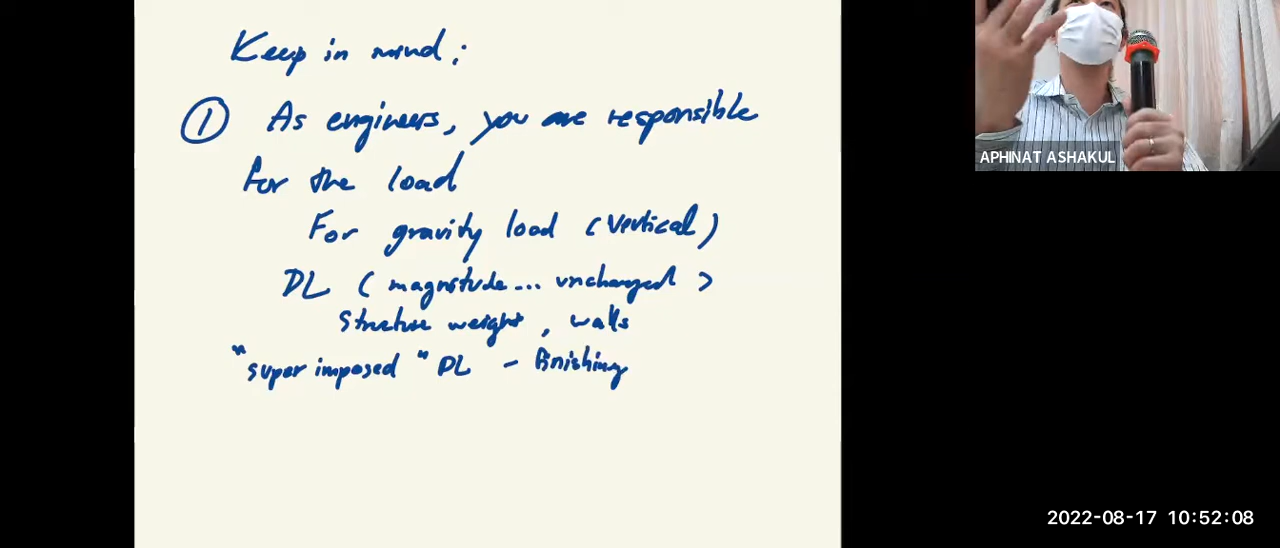 Keep in mind;
① As engineers, you are responsible
for the load
For gravity load (vertical)
DL (magnitude... unchanged)
Structure weight, walls
"super imposed" DL - finishing
APHINAT ASHAKUL
2022-08-17 10:52:08